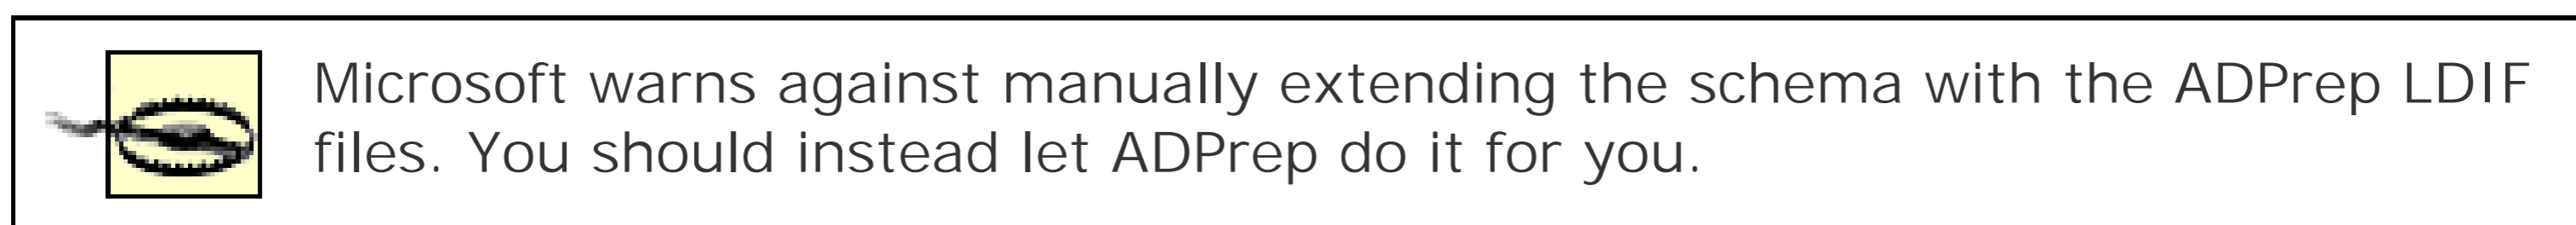 Microsoft warns against manually extending the schema with the ADPrep LDIF
files. You should instead let ADPrep do it for you.